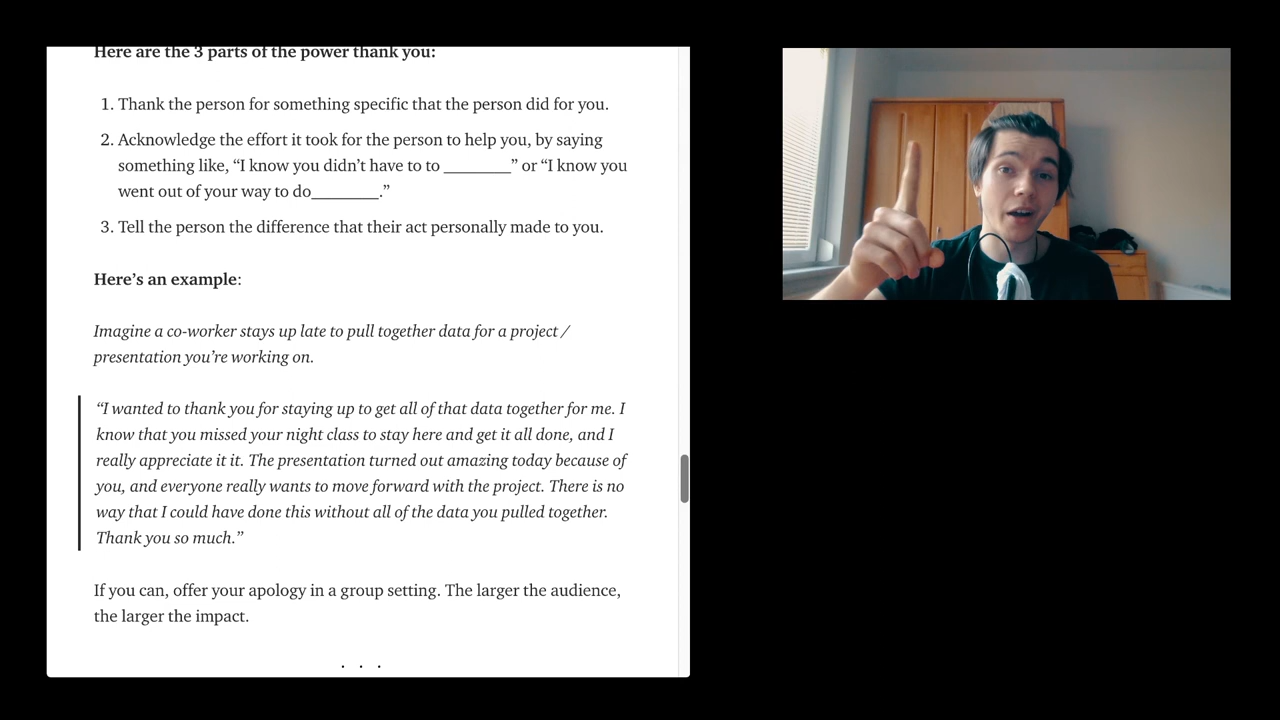 Here are the 3 parts of the power thank you:
1. Thank the person for something specific that the person did for you.
2. Acknowledge the effort it took for the person to help you, by saying
something like, “I know you didn’t have to to ________” or “I know you
went out of your way to do________.”
3. Tell the person the difference that their act personally made to you.
Here’s an example:
Imagine a co-worker stays up late to pull together data for a project /
presentation you’re working on.
“I wanted to thank you for staying up to get all of that data together for me. I
know that you missed your night class to stay here and get it all done, and I
really appreciate it it. The presentation turned out amazing today because of
you, and everyone really wants to move forward with the project. There is no
way that I could have done this without all of the data you pulled together.
Thank you so much.”
If you can, offer your apology in a group setting. The larger the audience,
the larger the impact.
. . .